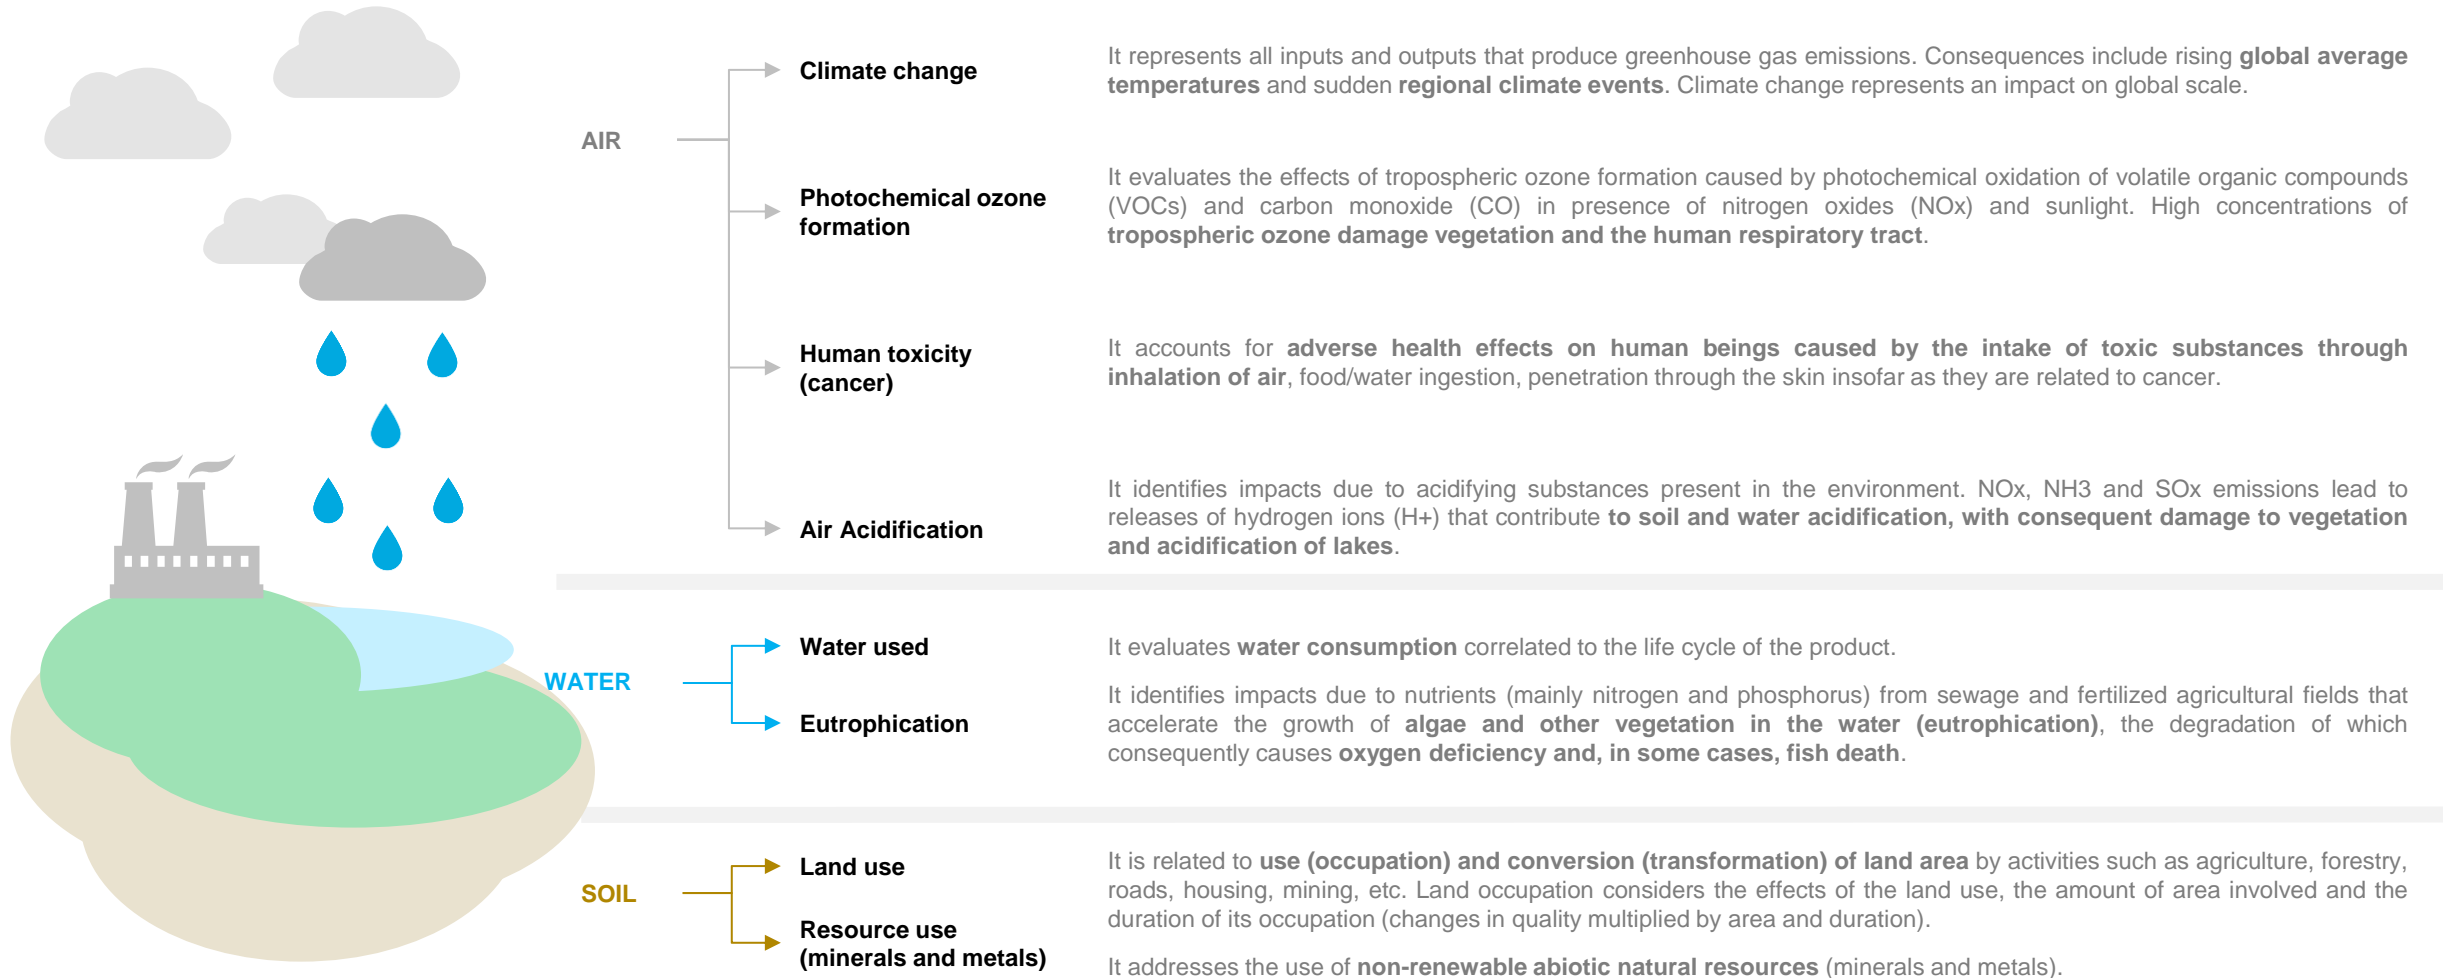 AIR
Climate change
It represents all inputs and outputs that produce greenhouse gas emissions. Consequences include rising global average
temperatures and sudden regional climate events. Climate change represents an impact on global scale.
Photochemical ozone
formation
It evaluates the effects of tropospheric ozone formation caused by photochemical oxidation of volatile organic compounds
(VOCs) and carbon monoxide (CO) in presence of nitrogen oxides (NOx) and sunlight. High concentrations of
tropospheric ozone damage vegetation and the human respiratory tract.
Human toxicity
(cancer)
It accounts for adverse health effects on human beings caused by the intake of toxic substances through
inhalation of air, food/water ingestion, penetration through the skin insofar as they are related to cancer.
Air Acidification
It identifies impacts due to acidifying substances present in the environment. NOx, NH3 and SOx emissions lead to
releases of hydrogen ions (H+) that contribute to soil and water acidification, with consequent damage to vegetation
and acidification of lakes.
WATER
Water used
It evaluates water consumption correlated to the life cycle of the product.
Eutrophication
It identifies impacts due to nutrients (mainly nitrogen and phosphorus) from sewage and fertilized agricultural fields that
accelerate the growth of algae and other vegetation in the water (eutrophication), the degradation of which
consequently causes oxygen deficiency and, in some cases, fish death.
SOIL
Land use
It is related to use (occupation) and conversion (transformation) of land area by activities such as agriculture, forestry,
roads, housing, mining, etc. Land occupation considers the effects of the land use, the amount of area involved and the
duration of its occupation (changes in quality multiplied by area and duration).
Resource use
(minerals and metals)
It addresses the use of non-renewable abiotic natural resources (minerals and metals).